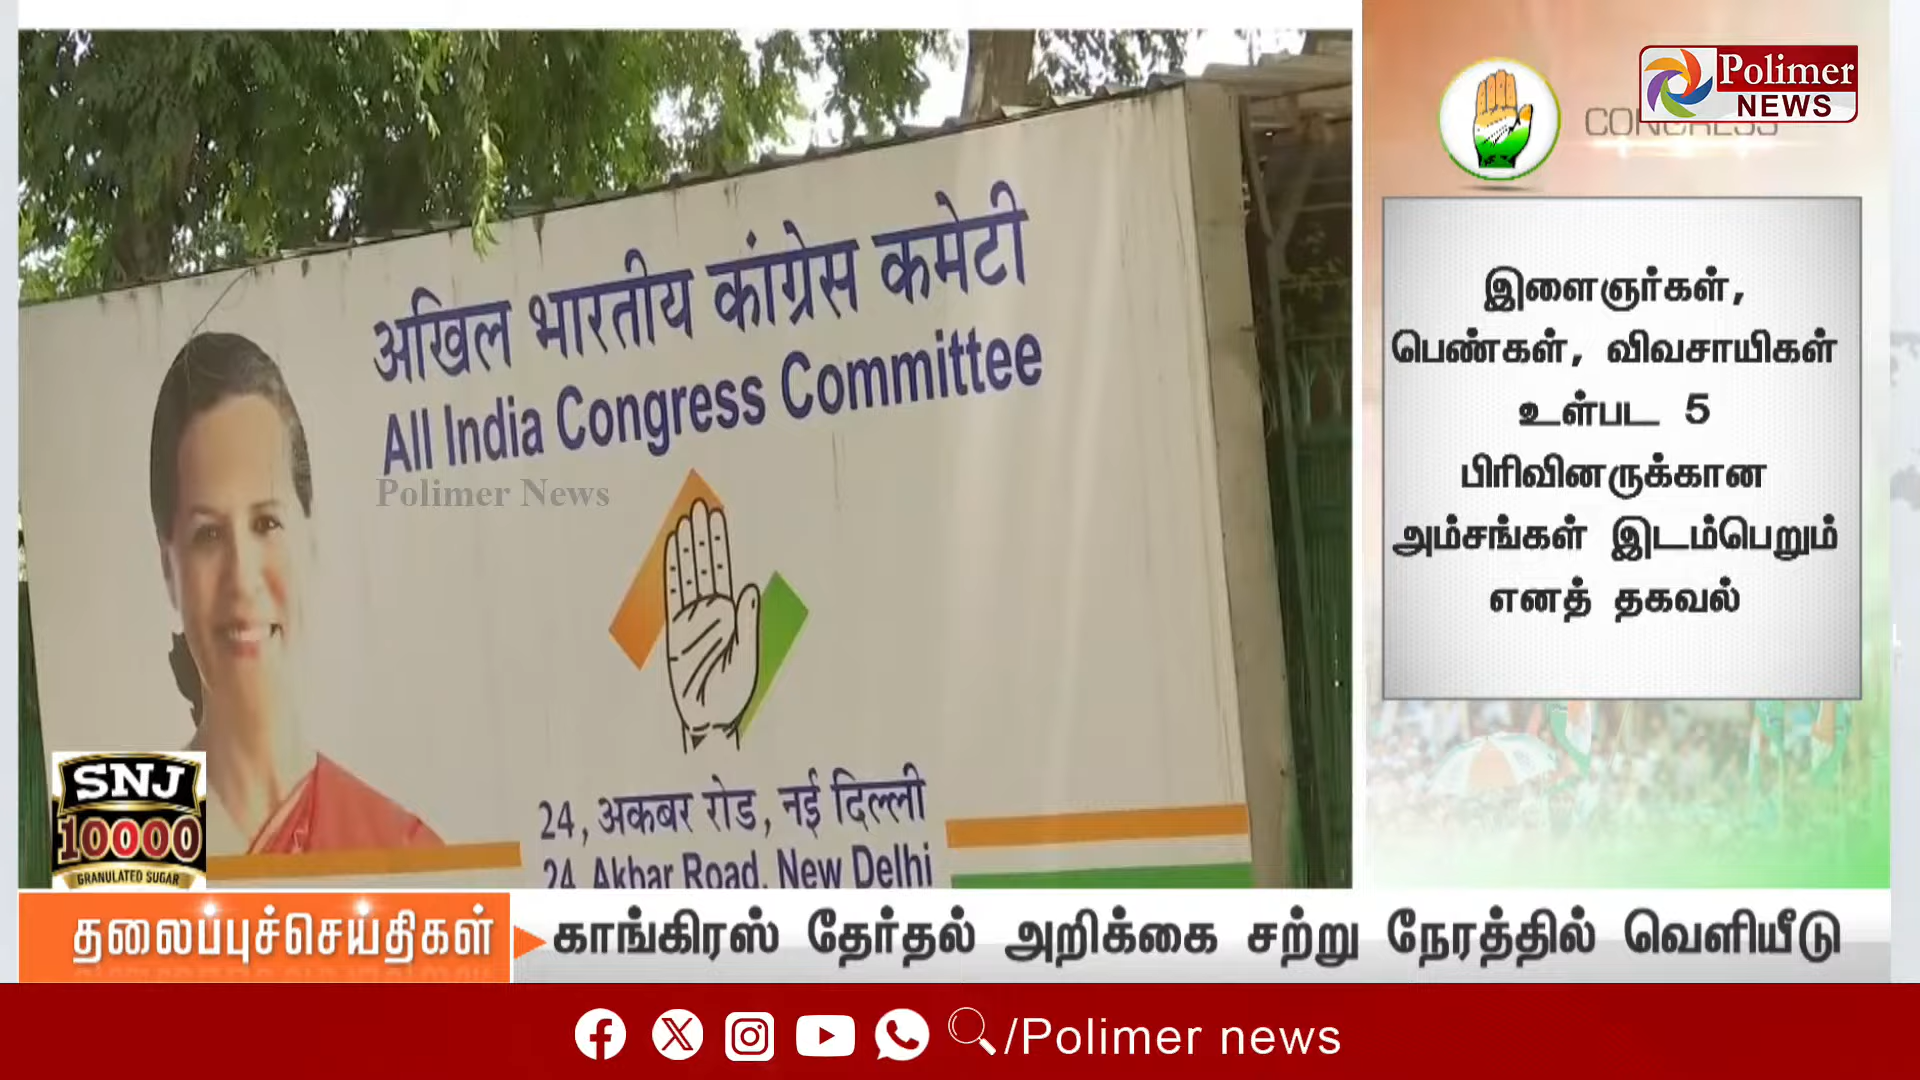 Polimer
NEWS
CONGRESS
अखिल भारतीय कांग्रेस कमेटी
All India Congress Committee
Polimer News
24, अकबर रोड, नई दिल्ली
24, Akbar Road, New Delhi
இளைஞர்கள்,
பெண்கள், விவசாயிகள்
உள்பட 5
பிரிவினருக்கான
அம்சங்கள் இடம்பெறும்
எனத் தகவல்
SNJ
10000
GRANULATED SUGAR
தலைப்புச்செய்திகள்
காங்கிரஸ் தேர்தல் அறிக்கை சற்று நேரத்தில் வெளியீடு
/Polimer news